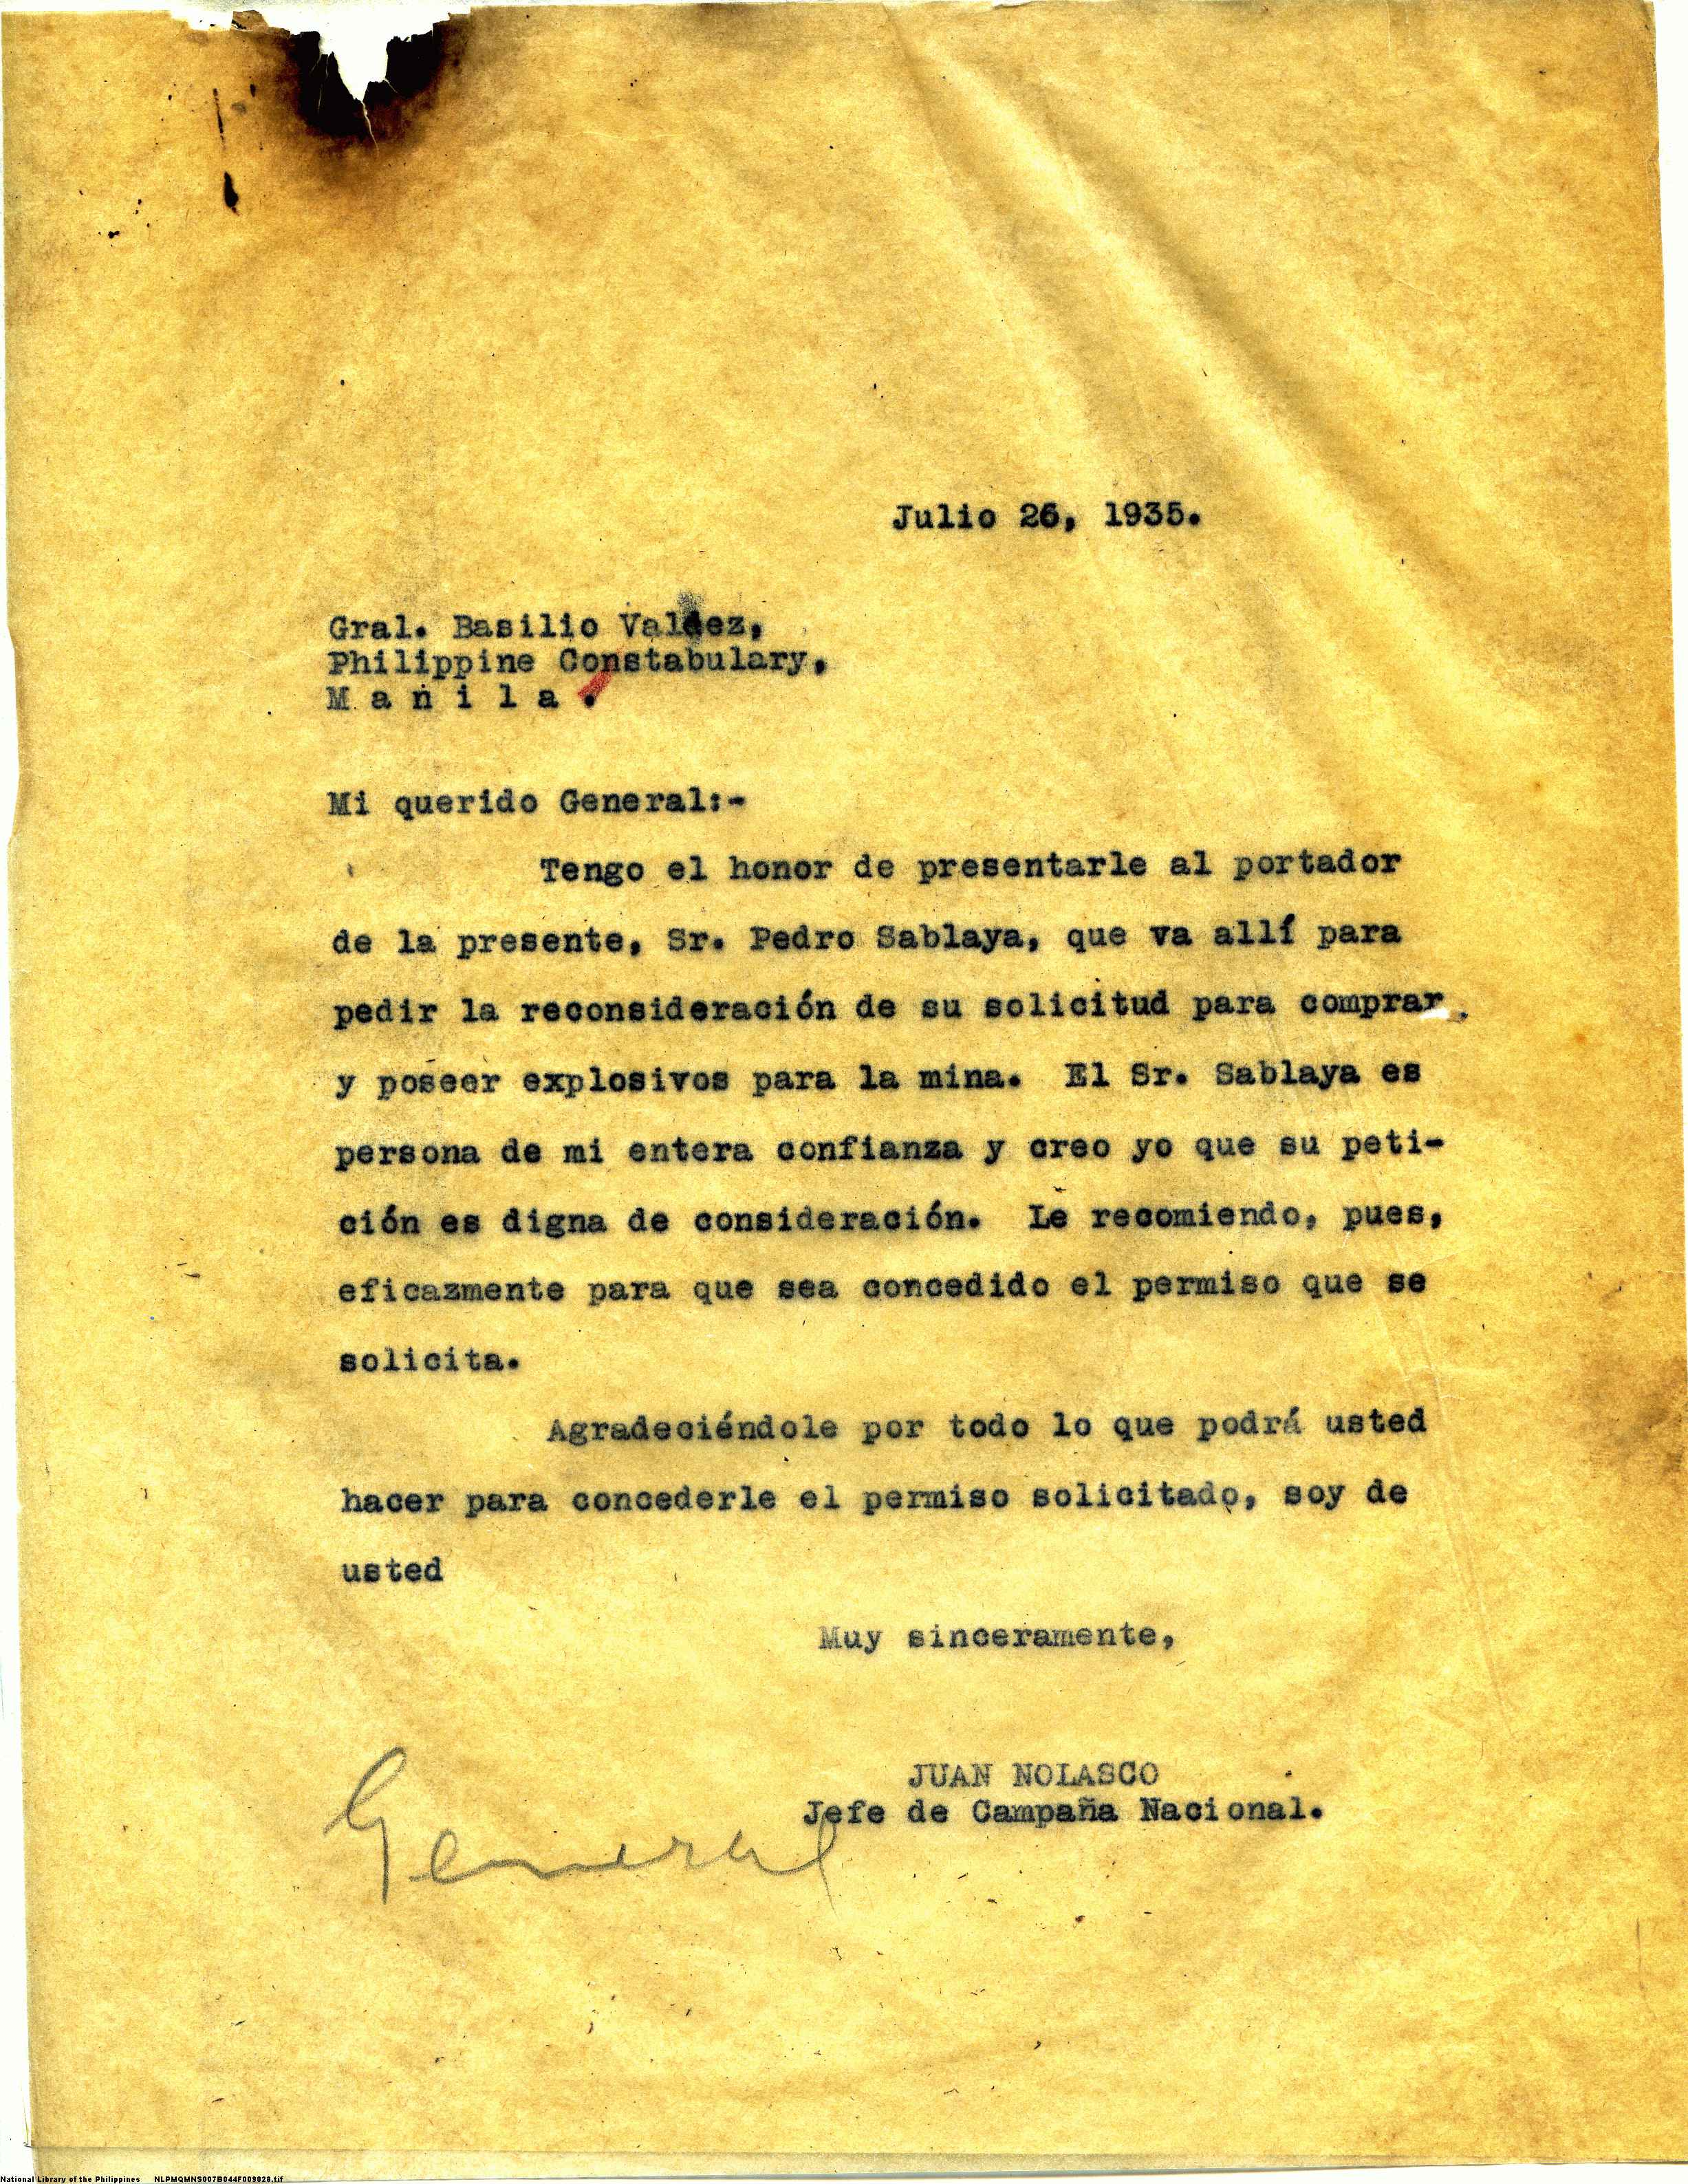 Julio 26, 1935.
Gral. Basilio Valdez,
Philippine Constabulary,
M a n i l a .
Mi querido General:-
Tengo el honor de presentarle al portador
de la presente, Sr. Pedro Sablaya, que va allí para
pedir la reconsideración de su solicitud para comprar
y poseer explosivos para la mina. El Sr. Sablaya es
persona de mi entera confianza y creo yo que su peti-
ción es digna de consideración. Le recomiendo, pues,
eficazmente para que sea concedido el permiso que se
solicita.
Agradeciéndole por todo lo que podrá usted
hacer para concederle el permiso solicitado, soy de
usted
Muy sinceramente,
JUAN NOLASCO
Jefe de Campaña Nacional.
General
National Library of the Philippines NLPMQMNS007B044F009028.tif